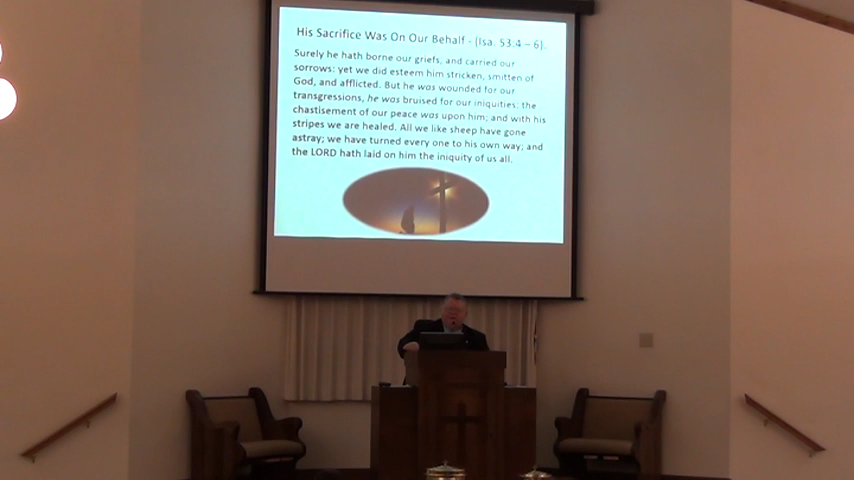 His Sacrifice Was On Our Behalf - (Isa. 53.4 – 6).
Surely he hath borne our griefs, and carried our
sorrows: yet we did esteem him stricken, smitten of
God, and afflicted. But he was wounded for our
transgressions, he was bruised for our iniquities: the
chastisement of our peace was upon him; and with his
stripes we are healed. All we like sheep have gone
astray; we have turned every one to his own way; and
the LORD hath laid on him the iniquity of us all.